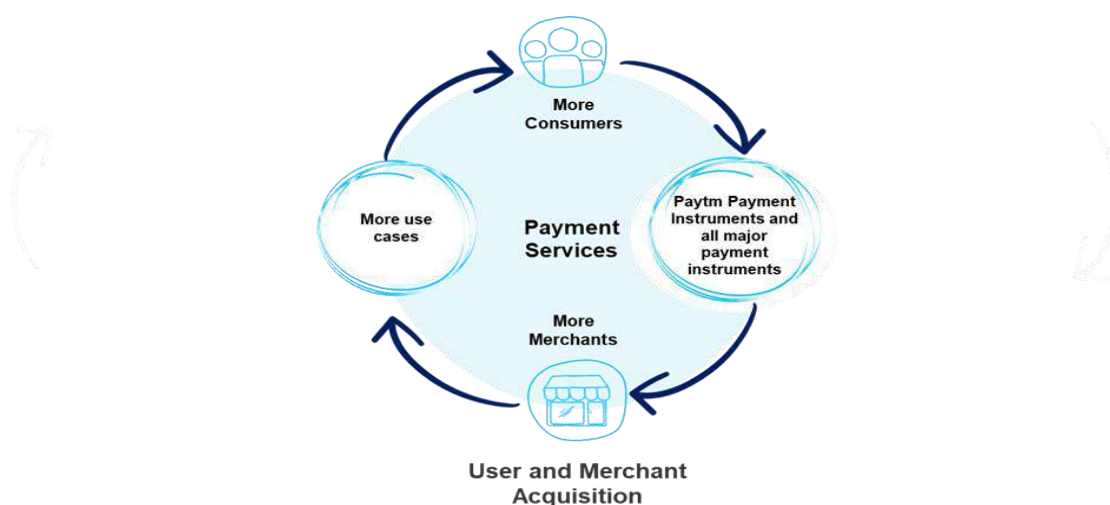 More
Consumers
More use
cases
Payment
Services
Paytm Payment
Instruments and
all major
payment
instruments
More
Merchants
User and Merchant
Acquisition